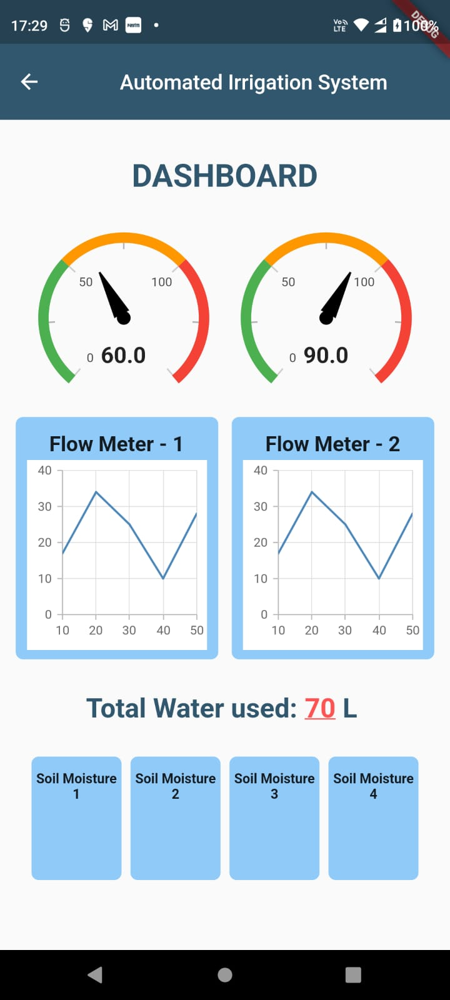 17:29 Paytm Vo) LTE 100%
DEBUG
Automated Irrigation System
DASHBOARD
50 100
0 60.0
50 100
0 90.0
Flow Meter - 1
40
30
20
10
0
10 20 30 40 50
Flow Meter - 2
40
30
20
10
0
10 20 30 40 50
Total Water used: 70 L
Soil Moisture
1
Soil Moisture
2
Soil Moisture
3
Soil Moisture
4